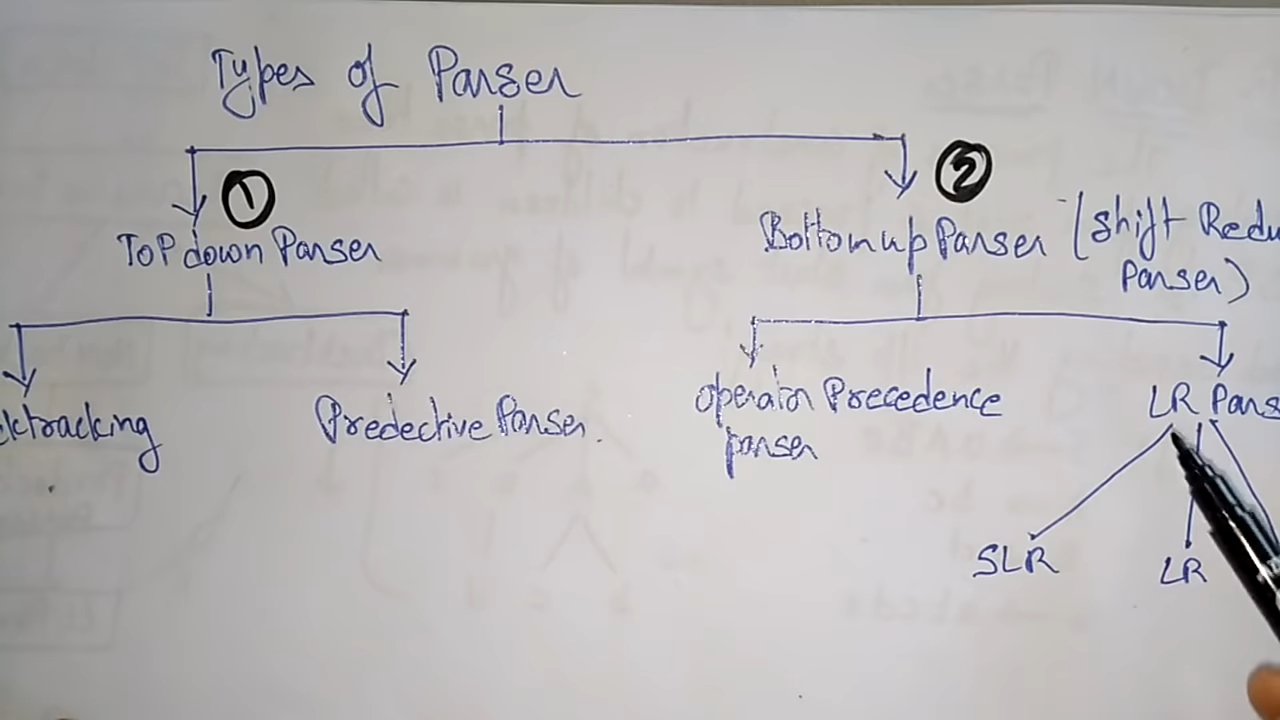 Types of Parser
①
②
Top down Parser
Bottom up Parser (Shift Redu
Parser)
cktracking
Predective Parser.
Operator Precedence
parser
LR Pars
SLR
LR